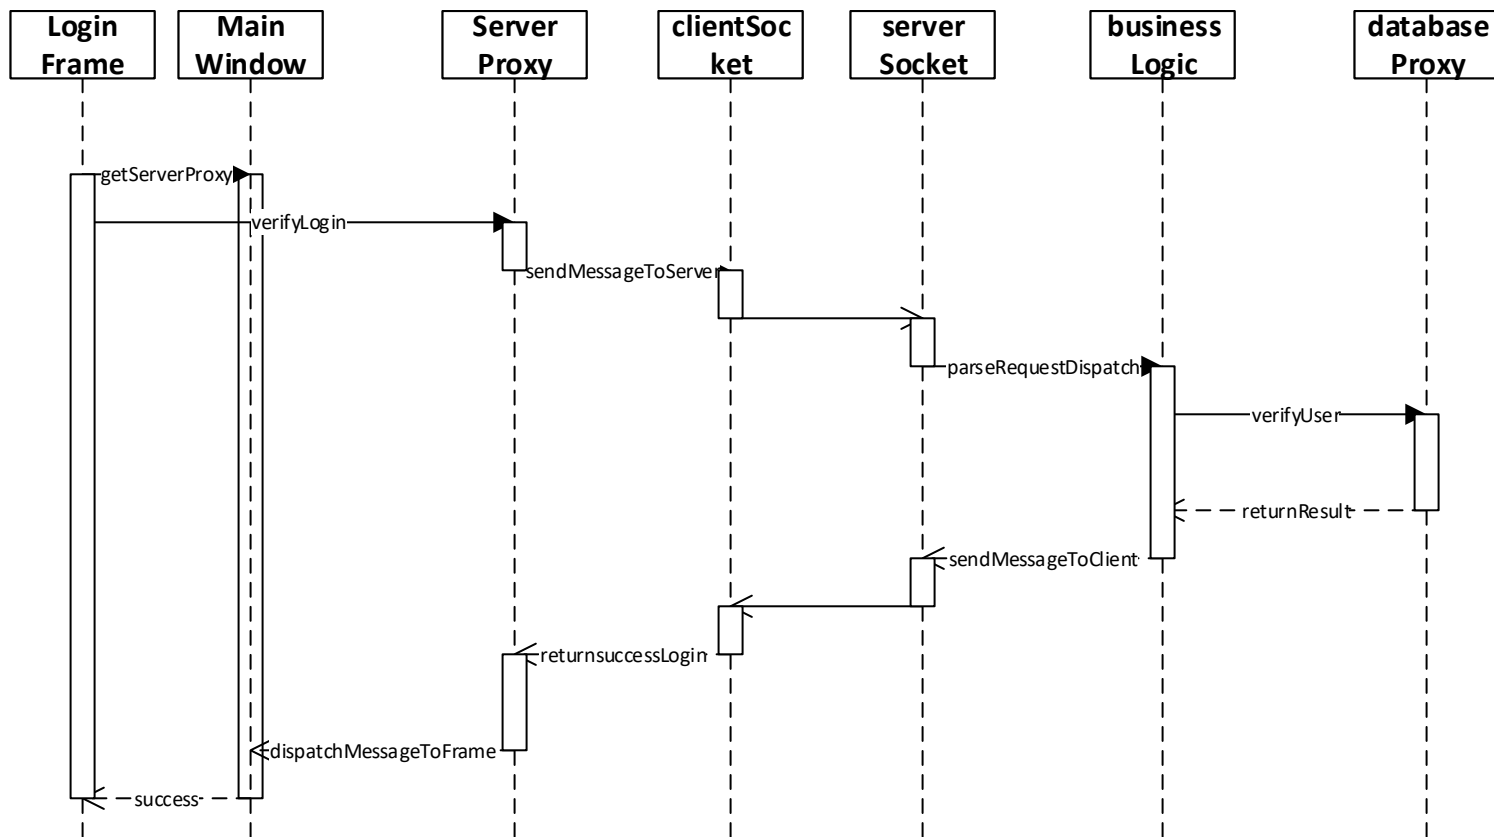 Login
Frame
Main
Window
Server
Proxy
clientSoc
ket
server
Socket
business
Logic
database
Proxy
getServerProxy
verifyLogin
sendMessageToServer
parseRequestDispatch
verifyUser
returnResult
sendMessageToClient
returnsuccessLogin
dispatchMessageToFrame
success